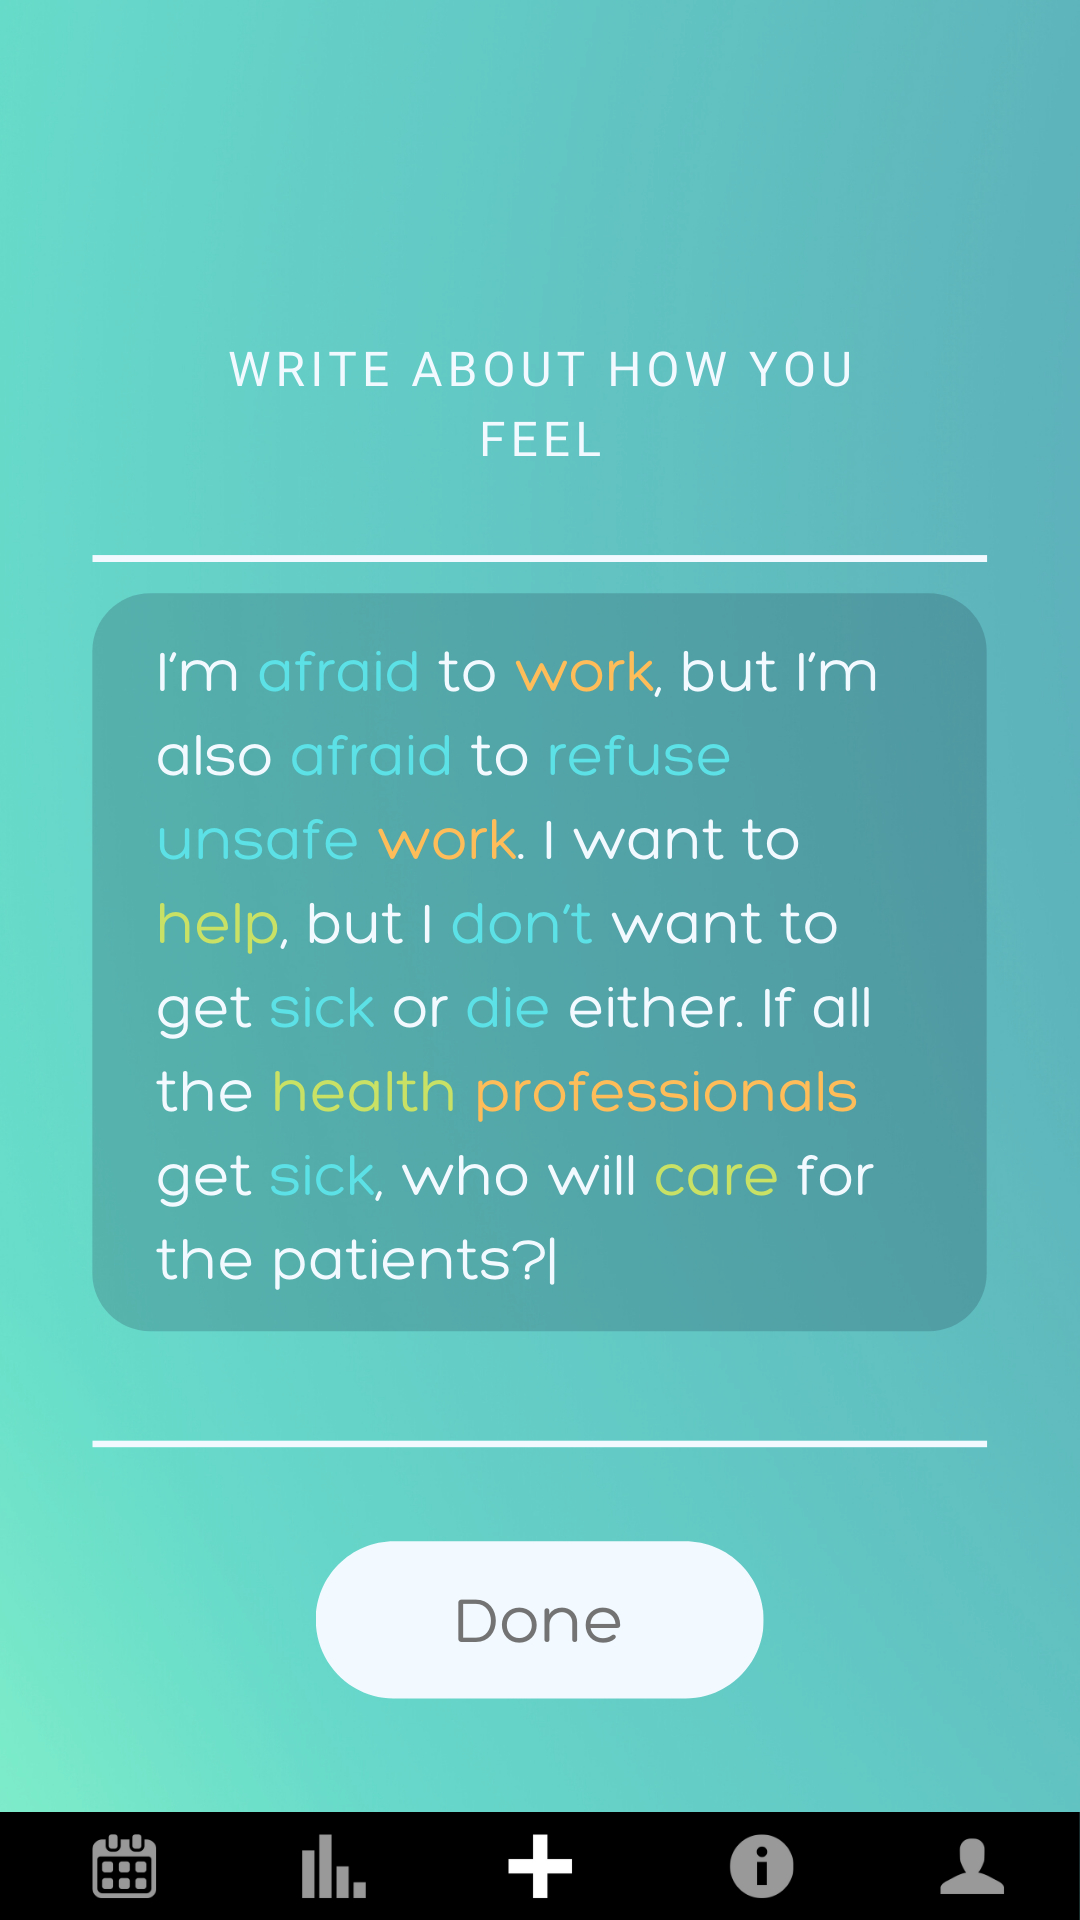 WRITE ABOUT HOW YOU
FEEL
I'm afraid to work, but I'm
also afraid to refuse
unsafe work. I want to
help, but I don't want to
get sick or die either. If all
the health professionals
get sick, who will care for
the patients?
Done